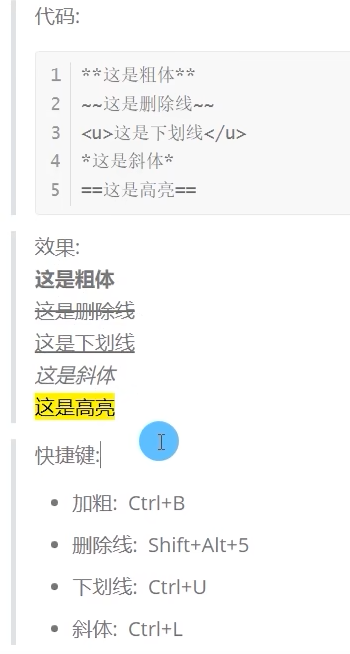 代码:
1 **这是粗体**
2 ~~这是删除线~~
3 <u>这是下划线</u>
4 *这是斜体*
5 ==这是高亮==
效果:
这是粗体
这是删除线
这是下划线
这是斜体
这是高亮
快捷键:
加粗: Ctrl+B
删除线: Shift+Alt+5
下划线: Ctrl+U
斜体: Ctrl+L